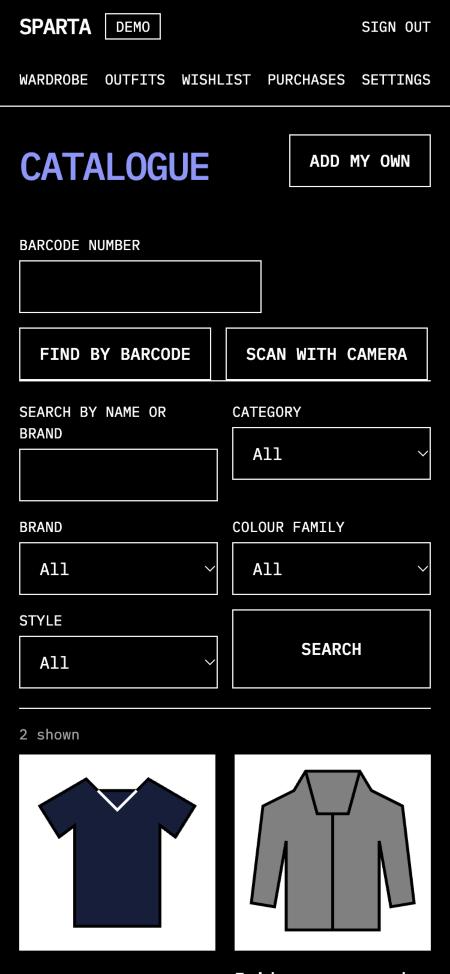 SPARTA DEMO SIGN OUT
WARDROBE OUTFITS WISHLIST PURCHASES SETTINGS
CATALOGUE ADD MY OWN
BARCODE NUMBER
FIND BY BARCODE SCAN WITH CAMERA
SEARCH BY NAME OR BRAND
CATEGORY
All
BRAND
All
COLOUR FAMILY
All
STYLE
All
SEARCH
2 shown